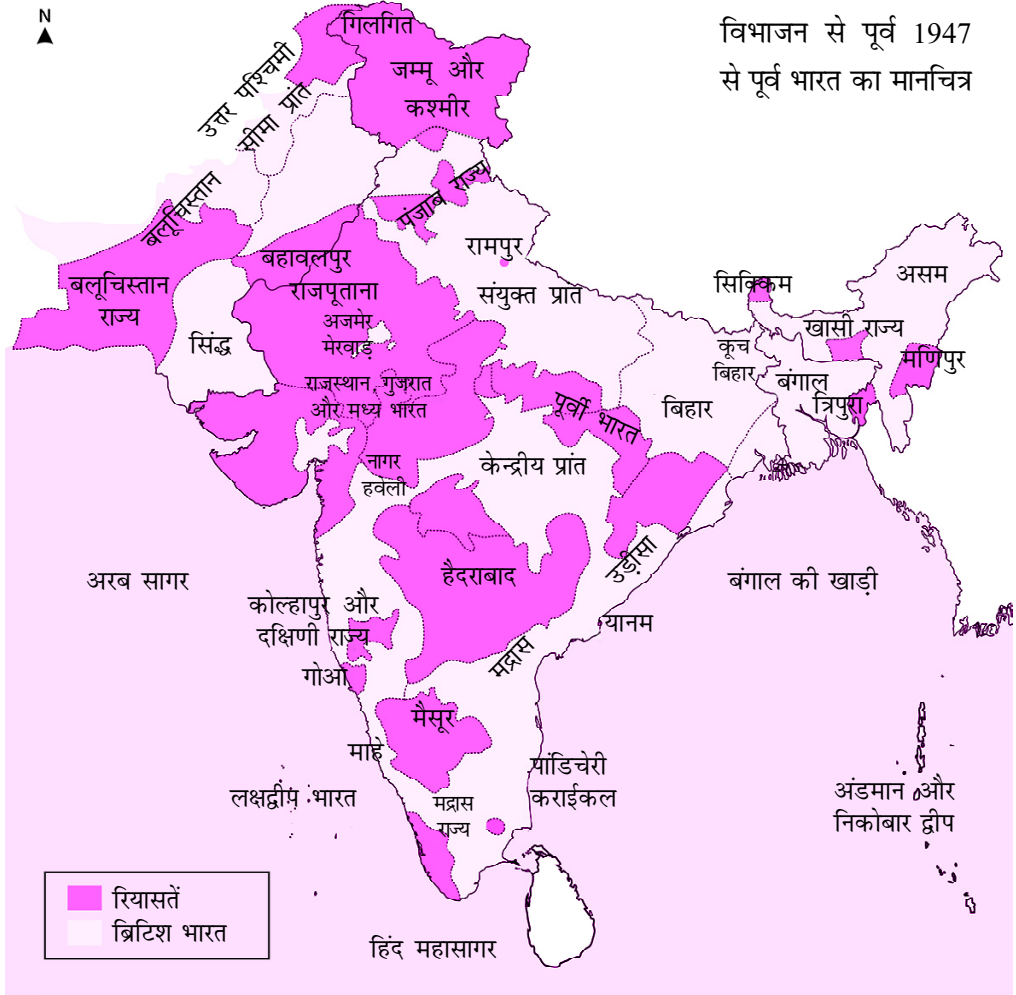 N
विभाजन से पूर्व 1947
से पूर्व भारत का मानचित्र
गिलगित
जम्मू और
कश्मीर
उत्तर पश्चिमी
सीमा प्रांत
बलूचिस्तान
पंजाब राज्य
बहावलपुर
रामपुर
बलूचिस्तान
राज्य
राजपूताना
संयुक्त प्रांत
सिक्किम
असम
सिंद्ध
अजमेर
मेरवाड़
खासी राज्य
कूच
बिहार
मणिपुर
राजस्थान, गुजरात
और मध्य भारत
पूर्वी भारत
बिहार
बंगाल
त्रिपुरा
नागर
हवेली
केन्द्रीय प्रांत
हैदराबाद
उड़ीसा
अरब सागर
बंगाल की खाड़ी
कोल्हापुर और
दक्षिणी राज्य
यानम
मद्रास
गोआ
मैसूर
माहे
पांडिचेरी
कराईकल
लक्षद्वीप भारत
मद्रास
राज्य
अंडमान और
निकोबार द्वीप
रियासतें
ब्रिटिश भारत
हिंद महासागर